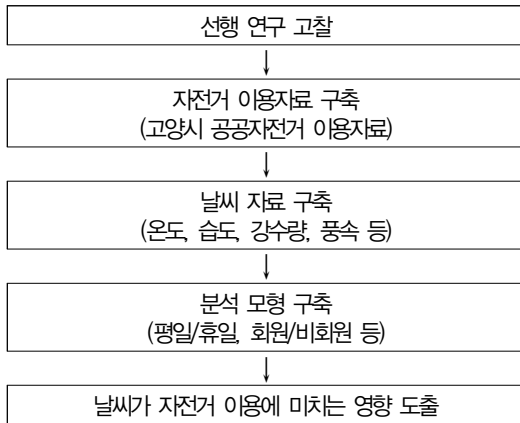 선행 연구 고찰
자전거 이용자료 구축
(고양시 공공자전거 이용자료)
날씨 자료 구축
(온도, 습도, 강수량, 풍속 등)
분석 모형 구축
(평일/휴일, 회원/비회원 등)
날씨가 자전거 이용에 미치는 영향 도출